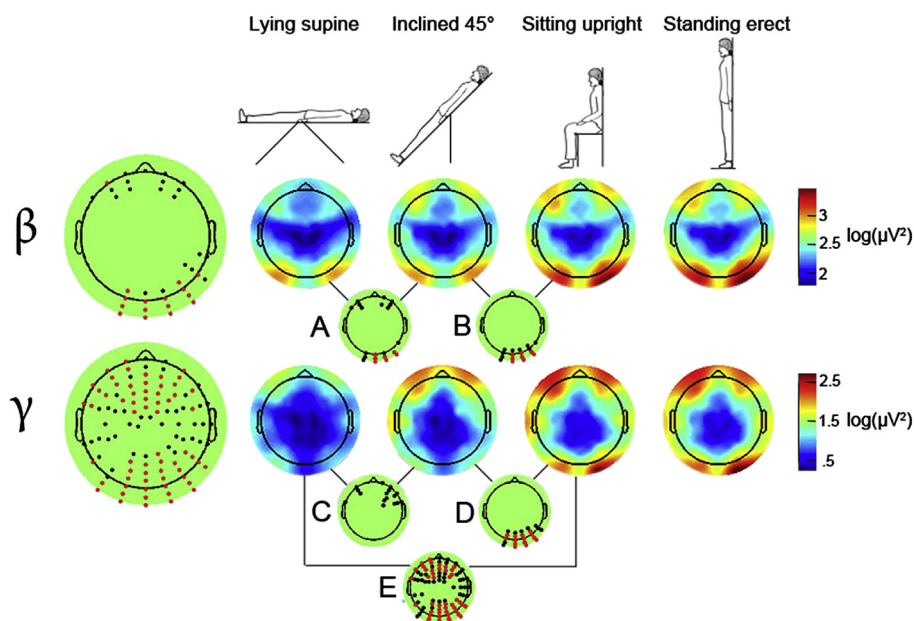 Lying supine Inclined 45° Sitting upright Standing erect
β
3
2.5 log(μV²)
2
A B
γ
2.5
1.5 log(μV²)
.5
C D
E